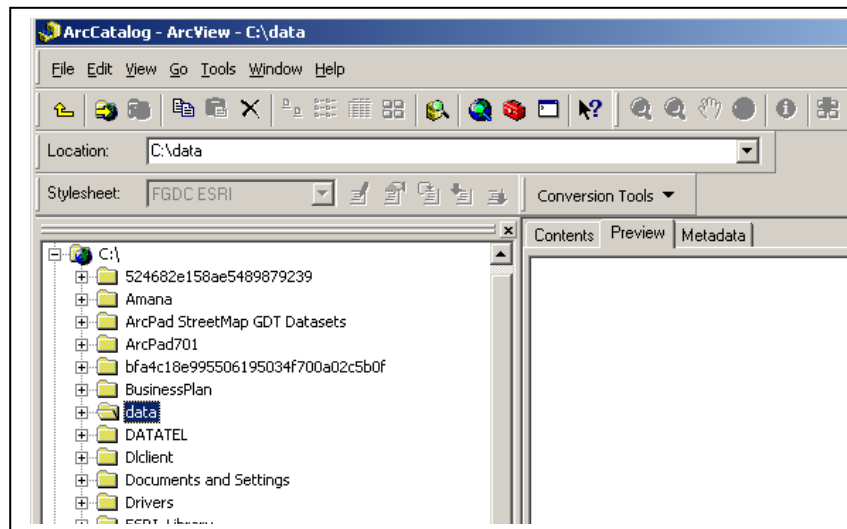 ArcCatalog - ArcView - C:\data
File Edit View Go Tools Window Help
Location: C:\data
Stylesheet: FGDC ESRI Conversion Tools
Contents Preview Metadata
C:\
524682e158ae5489879239
Amana
ArcPad StreetMap GDT Datasets
ArcPad701
bfa4c18e995506195034f700a02c5b0f
BusinessPlan
data
DATATEL
Dlclient
Documents and Settings
Drivers
ESRI_Library